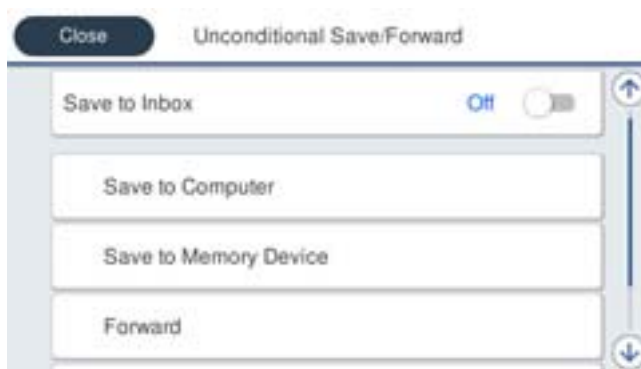 Close Unconditional Save/Forward
Save to Inbox Off
Save to Computer
Save to Memory Device
Forward